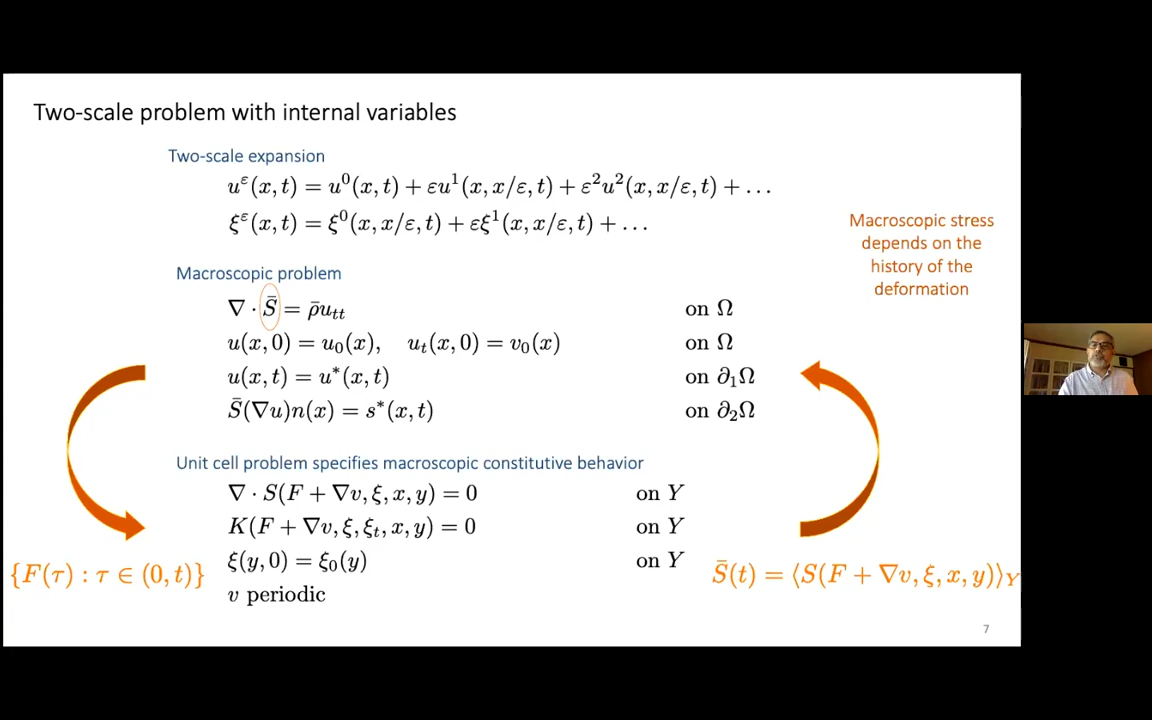 Two-scale problem with internal variables
Two-scale expansion
u^ε(x, t) = u^0(x, t) + εu^1(x, x/ε, t) + ε^2u^2(x, x/ε, t) + ...
ξ^ε(x, t) = ξ^0(x, x/ε, t) + εξ^1(x, x/ε, t) + ...
Macroscopic stress
depends on the
history of the
deformation
Macroscopic problem
∇ · S̄ = ρ̄u_tt on Ω
u(x, 0) = u_0(x), u_t(x, 0) = v_0(x) on Ω
u(x, t) = u*(x, t) on ∂_1Ω
S̄(∇u)n(x) = s*(x, t) on ∂_2Ω
Unit cell problem specifies macroscopic constitutive behavior
∇ · S(F + ∇v, ξ, x, y) = 0 on Y
K(F + ∇v, ξ, ξ_t, x, y) = 0 on Y
ξ(y, 0) = ξ_0(y) on Y
v periodic
{F(τ) : τ ∈ (0, t)}
S̄(t) = ⟨S(F + ∇v, ξ, x, y)⟩_Y
7